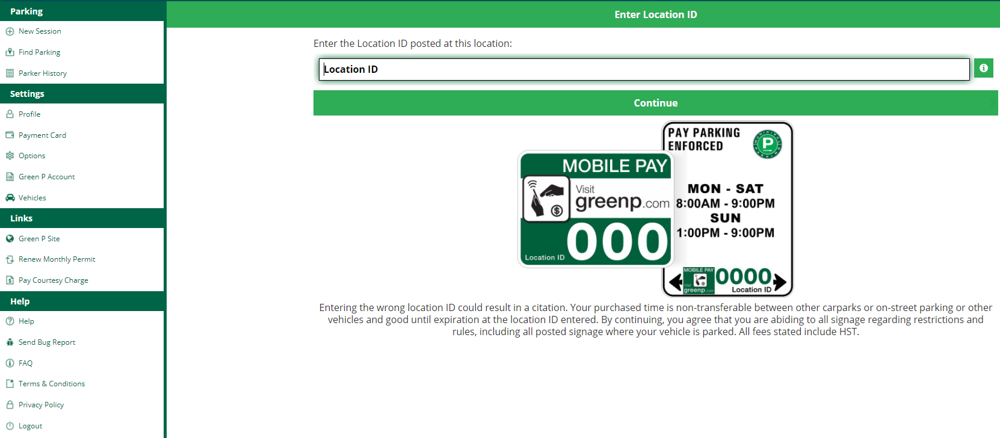 Parking
New Session
Find Parking
Parker History
Settings
Profile
Payment Card
Options
Green P Account
Vehicles
Links
Green P Site
Renew Monthly Permit
Pay Courtesy Charge
Help
Help
Send Bug Report
FAQ
Terms & Conditions
Privacy Policy
Logout
Enter Location ID
Enter the Location ID posted at this location:
Location ID
Continue
MOBILE PAY
Visit
greenp.com
000
Location ID
PAY PARKING
ENFORCED
MUNICIPAL
P
PARKING
MON - SAT
8:00AM - 9:00PM
SUN
1:00PM - 9:00PM
MOBILE PAY
Visit
greenp.com
0000
Location ID
Entering the wrong location ID could result in a citation. Your purchased time is non-transferable between other carparks or on-street parking or other
vehicles and good until expiration at the location ID entered. By continuing, you agree that you are abiding to all signage regarding restrictions and
rules, including all posted signage where your vehicle is parked. All fees stated include HST.